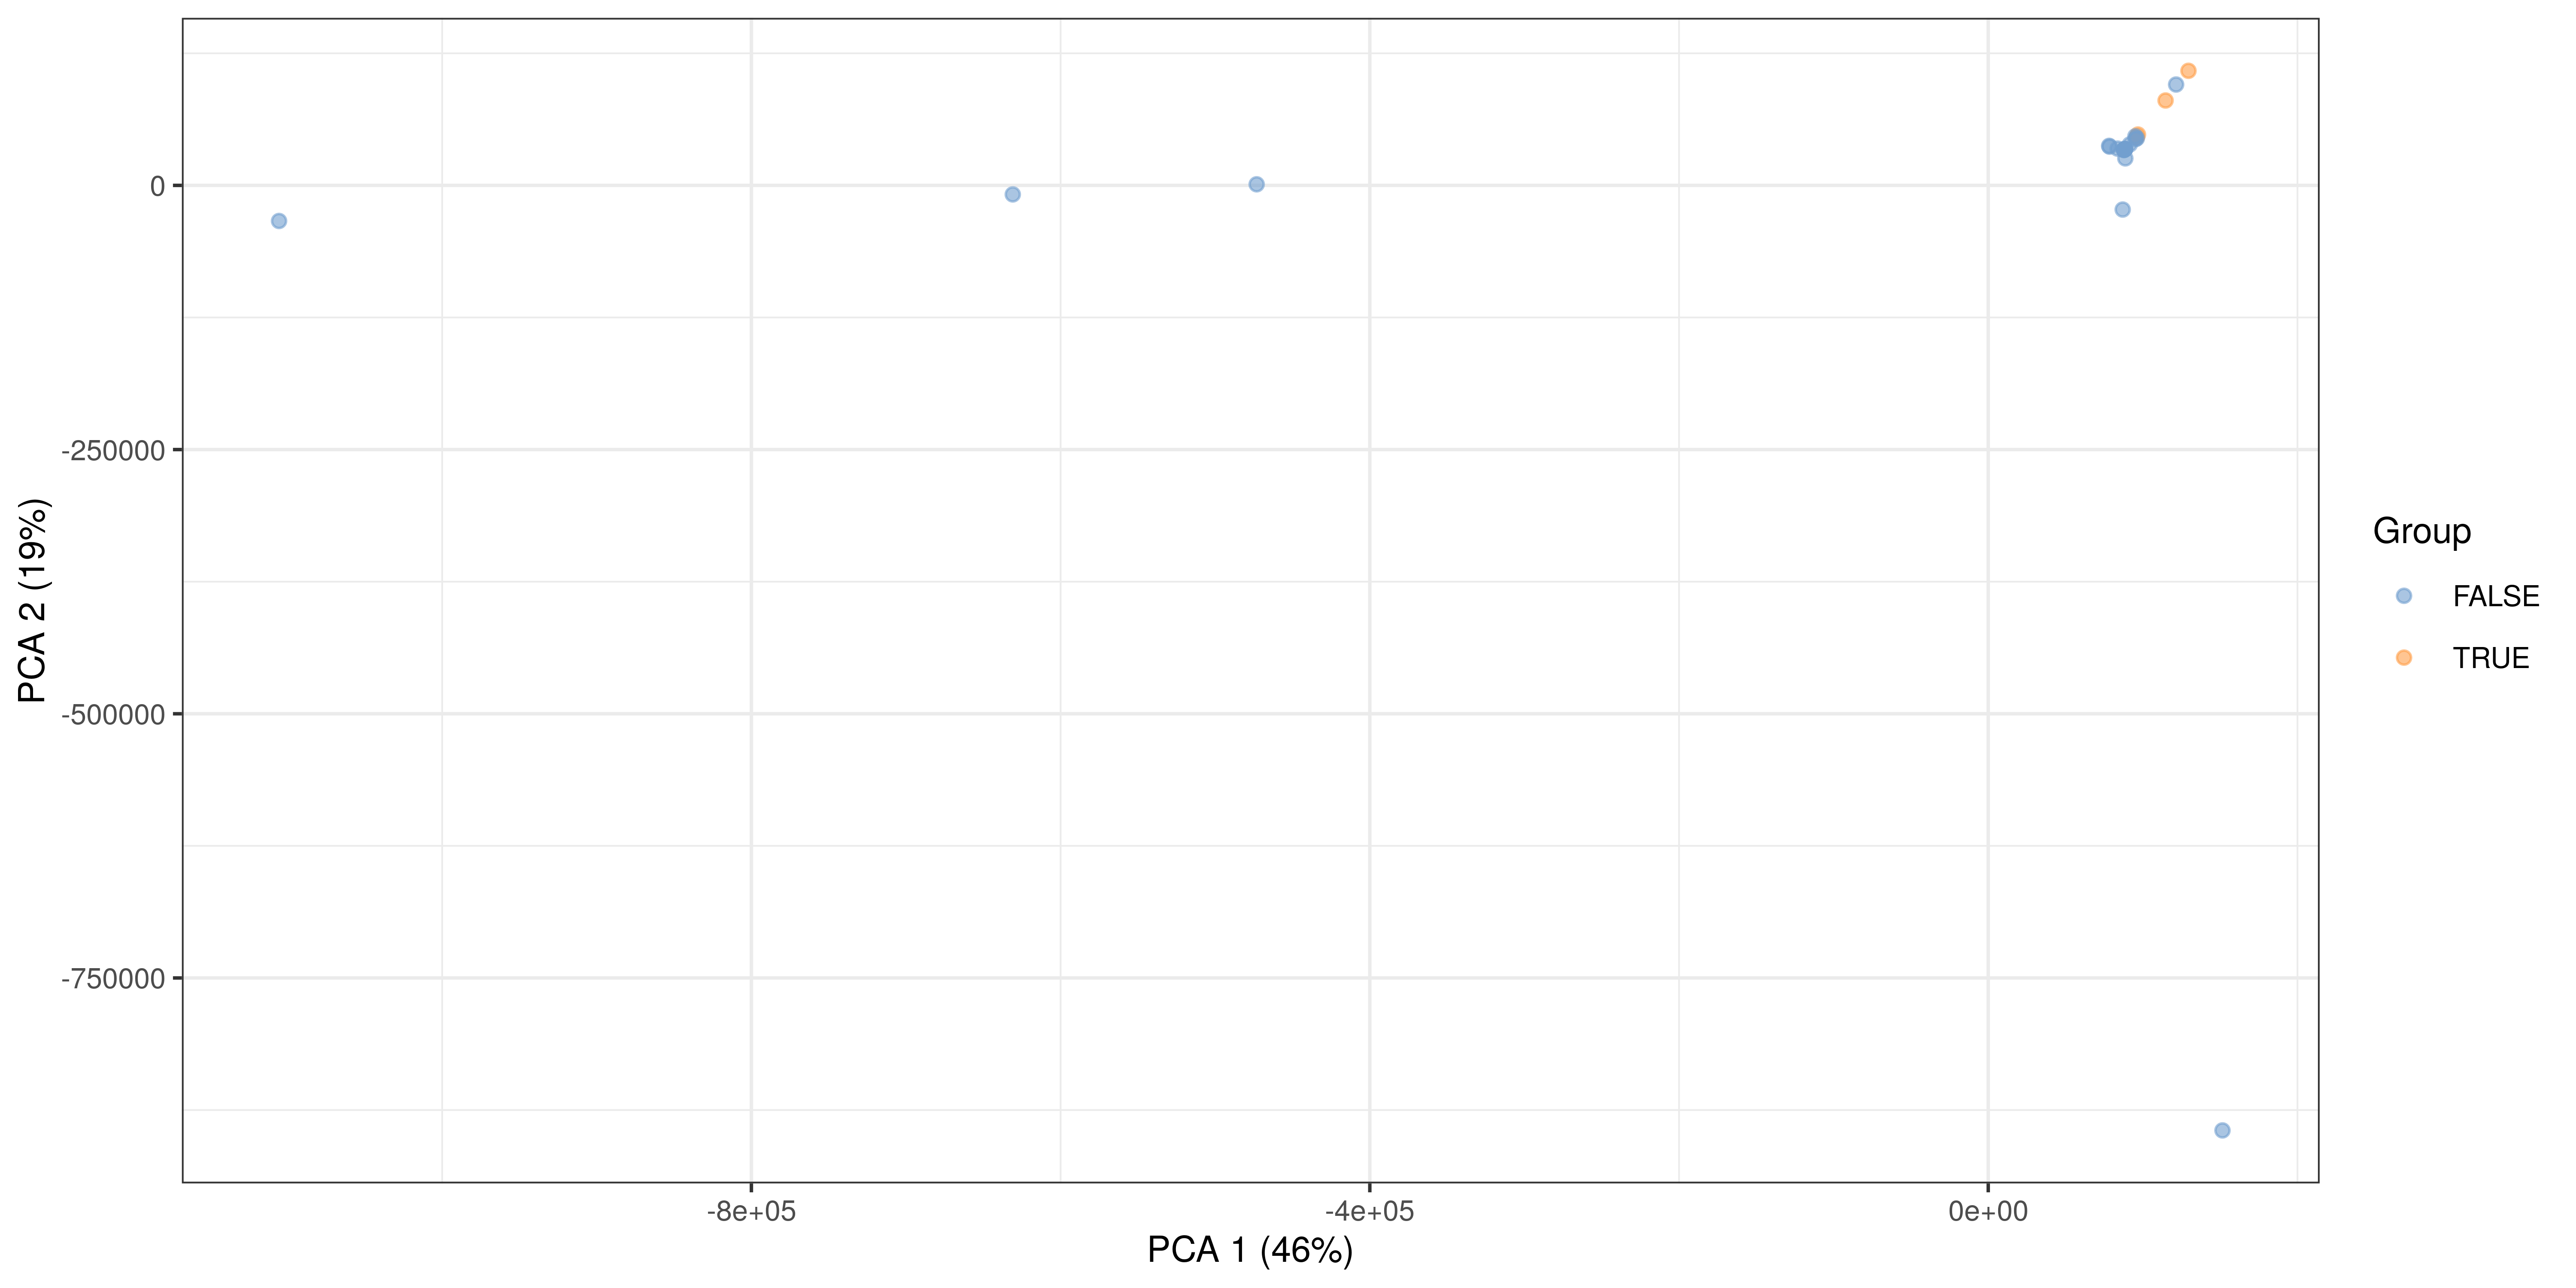 0
-250000
-500000
-750000
PCA 2 (19%)
-8e+05
-4e+05
0e+00
PCA 1 (46%)
Group
FALSE
TRUE